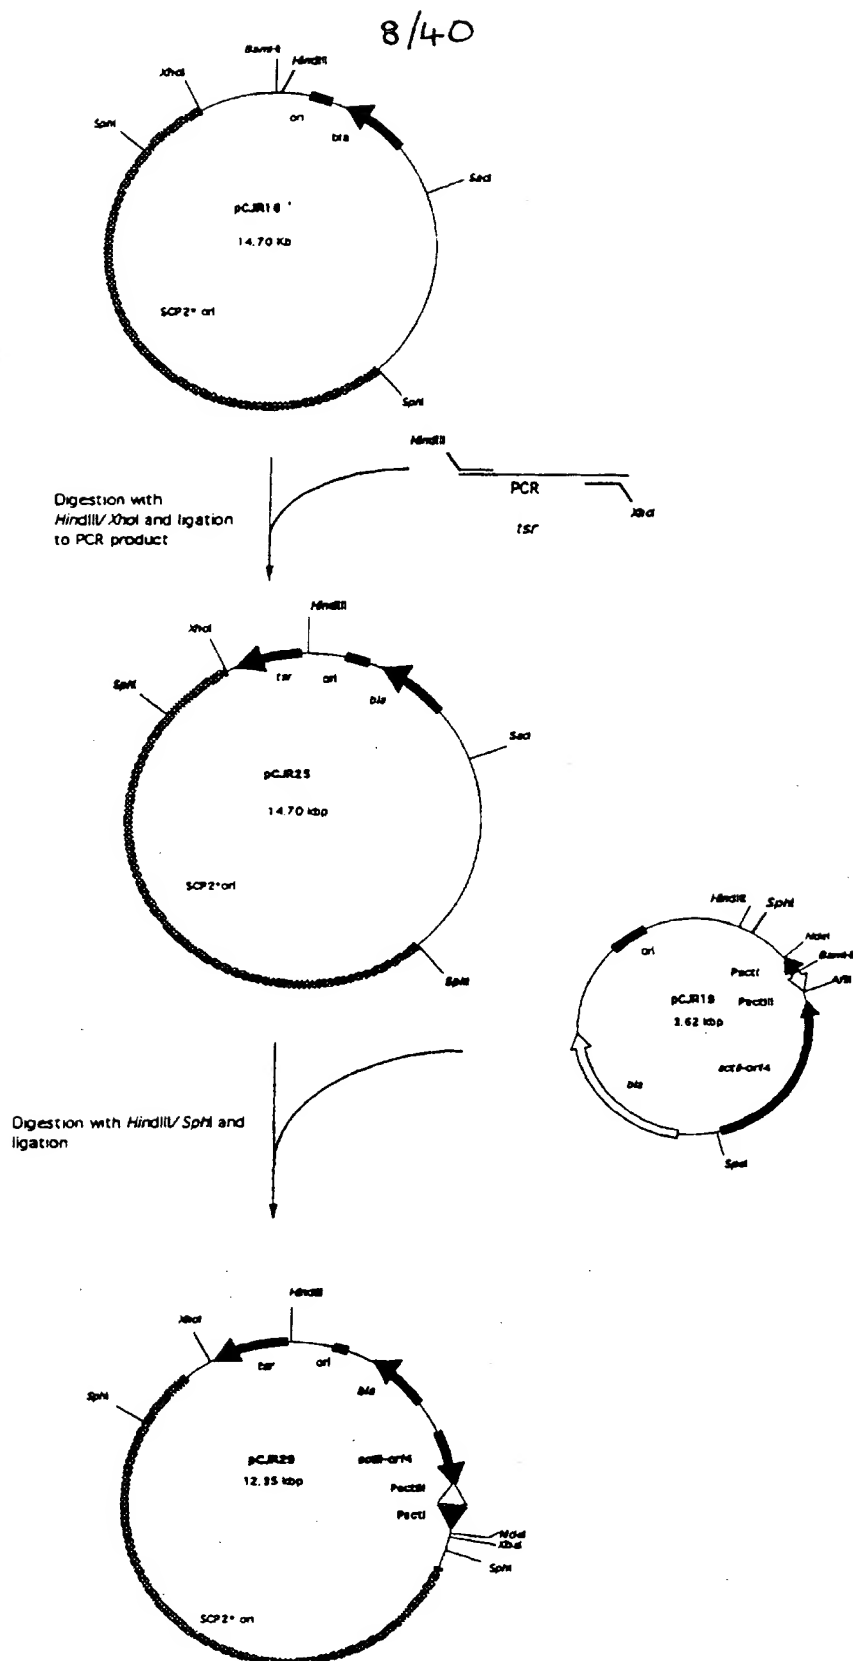 8/40
BamHI
HindIII
XhoI
SphI
ori
bla
SacI
pCJR18
14.70 Kb
SCP2* ori
SphI
HindIII
PCR
XhoI
tsr
Digestion with
HindIII/XhoI and ligation
to PCR product
HindIII
XhoI
tsr
ori
SphI
bla
SacI
pCJR25
14.70 kbp
SCP2*ori
SphI
HindIII
SphI
NdeI
BamHI
AflII
ori
PactI
pCJR19
PactIII
3.62 kbp
actII-orf4
bla
SpeI
Digestion with HindIII/SphI and
ligation
HindIII
XhoI
tsr
ori
SphI
bla
pCJR29
actII-orf4
12.35 kbp
PactIII
PactI
NdeI
XbaI
SphI
SCP2* ori